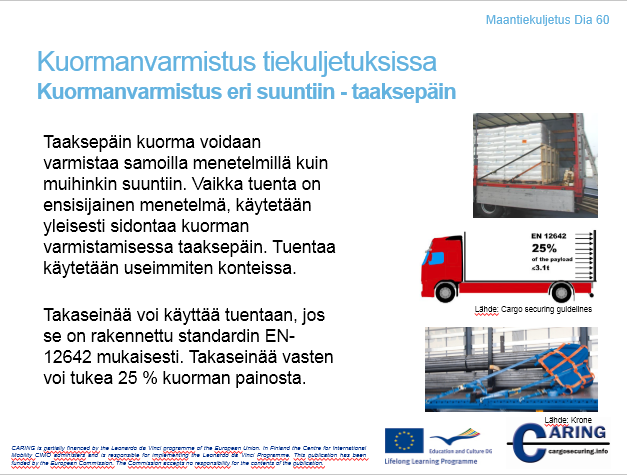 Maantiekuljetus Dia 60
Kuormanvarmistus tiekuljetuksissa
Kuormanvarmistus eri suuntiin - taaksepäin
Taaksepäin kuorma voidaan
varmistaa samoilla menetelmillä kuin
muihinkin suuntiin. Vaikka tuenta on
ensisijainen menetelmä, käytetään
yleisesti sidontaa kuorman
varmistamisessa taaksepäin. Tuentaa
käytetään useimmiten konteissa.
Takaseinää voi käyttää tuentaan, jos
se on rakennettu standardin EN-
12642 mukaisesti. Takaseinää vasten
voi tukea 25 % kuorman painosta.
EN 12642
25%
of the payload
≤3.1t
Lähde: Cargo securing guidelines
Lähde: Krone
CARING is partially financed by the Leonardo da Vinci programme of the European Union. In Finland the Centre for International
Mobility CIMO administers and is responsible for implementing the Leonardo da Vinci Programme. This publication has been
funded by the European Commission. The Commission accepts no responsibility for the contents of the publication.
Education and Culture DG
Lifelong Learning Programme
CARING
cargosecuring.info